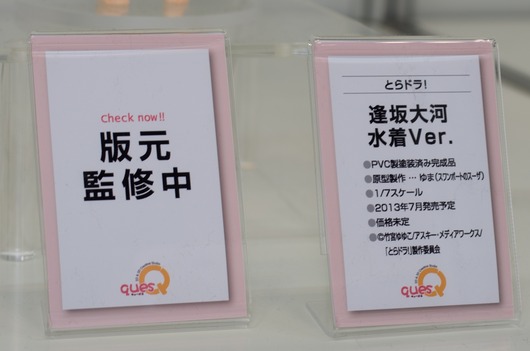 Check now!!
版元
監修中
quesQ
とらドラ!
逢坂大河
水着Ver.
●PVC製塗装済み完成品
●原型製作 … ゆま(スワンボートのスーザ)
●1/7スケール
●2013年7月発売予定
●価格未定
●©竹宮ゆゆこ/アスキー・メディアワークス/
「とらドラ!」製作委員会
quesQ